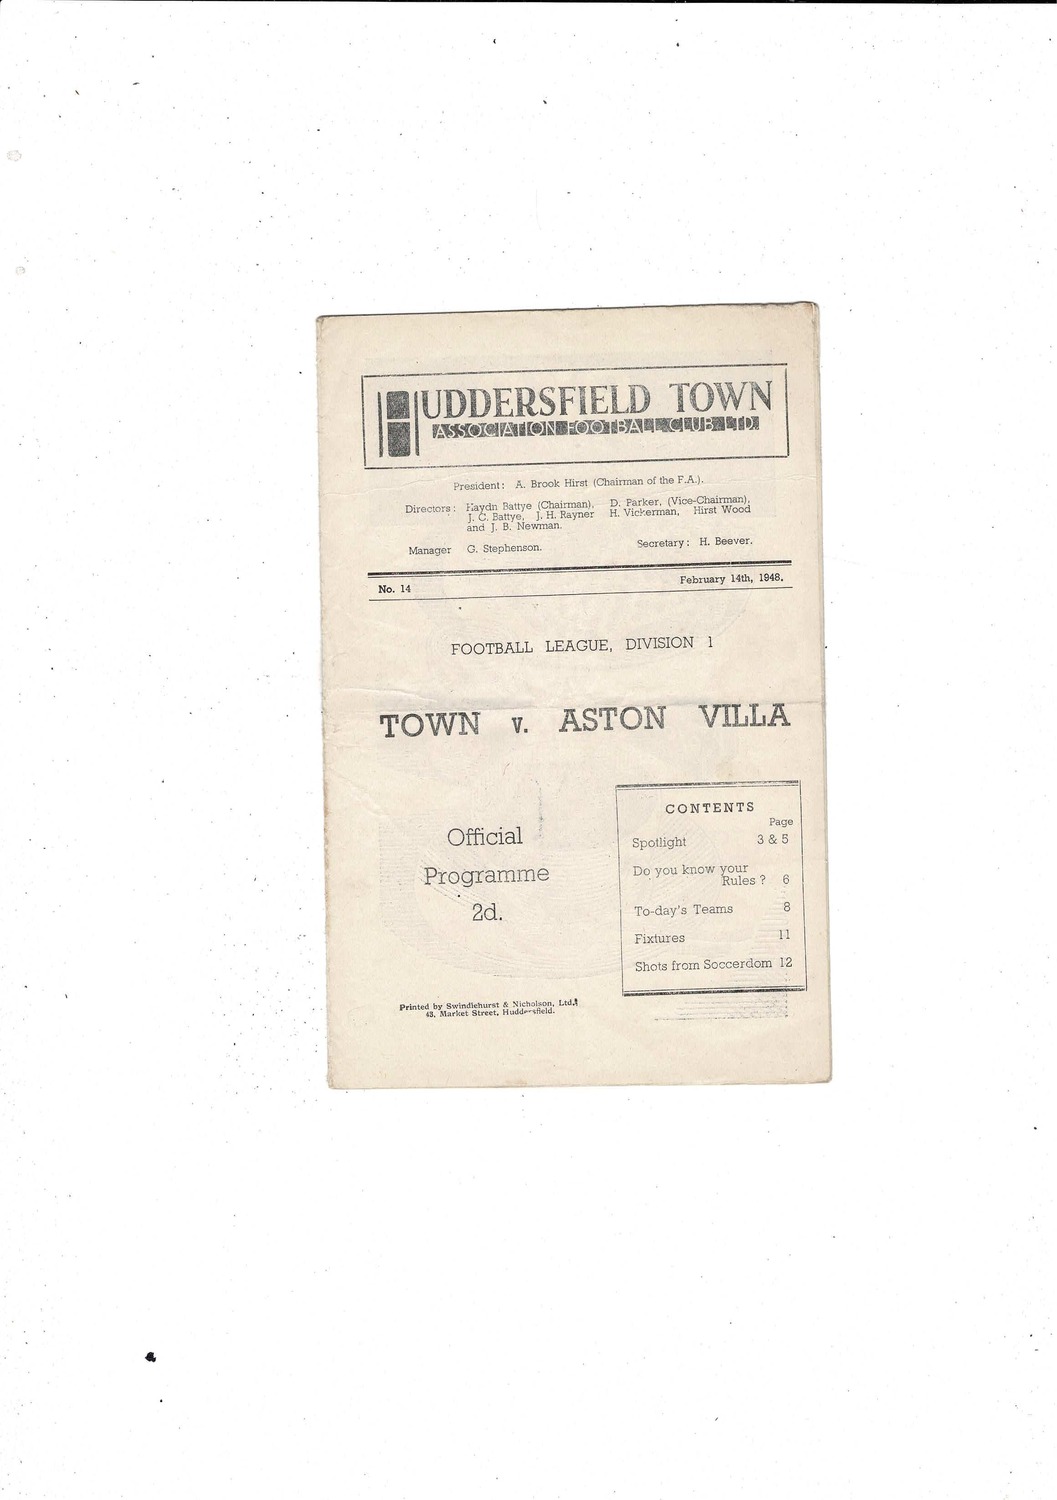 HUDDERSFIELD TOWN
ASSOCIATION FOOTBALL CLUB LTD.
President: A. Brook Hirst (Chairman of the F.A.).
Directors: Haydn Battye (Chairman), D. Parker, (Vice-Chairman),
J. C. Battye, J. H. Rayner H. Vickerman, Hirst Wood
and J. B. Newman.
Manager G. Stephenson. Secretary: H. Beever.
No. 14 February 14th, 1948.
FOOTBALL LEAGUE, DIVISION 1
TOWN v. ASTON VILLA
Official
Programme
2d.
CONTENTS
Page
Spotlight 3 & 5
Do you know your
Rules? 6
To-day's Teams 8
Fixtures 11
Shots from Soccerdom 12
Printed by Swindlehurst & Nicholson, Ltd.,
43, Market Street, Huddersfield.